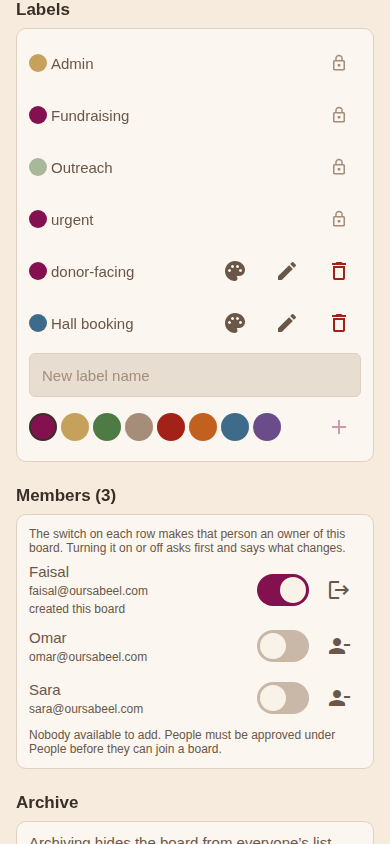 Labels
Admin
Fundraising
Outreach
urgent
donor-facing
Hall booking
New label name
Members (3)
The switch on each row makes that person an owner of this
board. Turning it on or off asks first and says what changes.
Faisal
faisal@oursabeel.com
created this board
Omar
omar@oursabeel.com
Sara
sara@oursabeel.com
Nobody available to add. People must be approved under
People before they can join a board.
Archive
Archiving hides the board from everyone's list